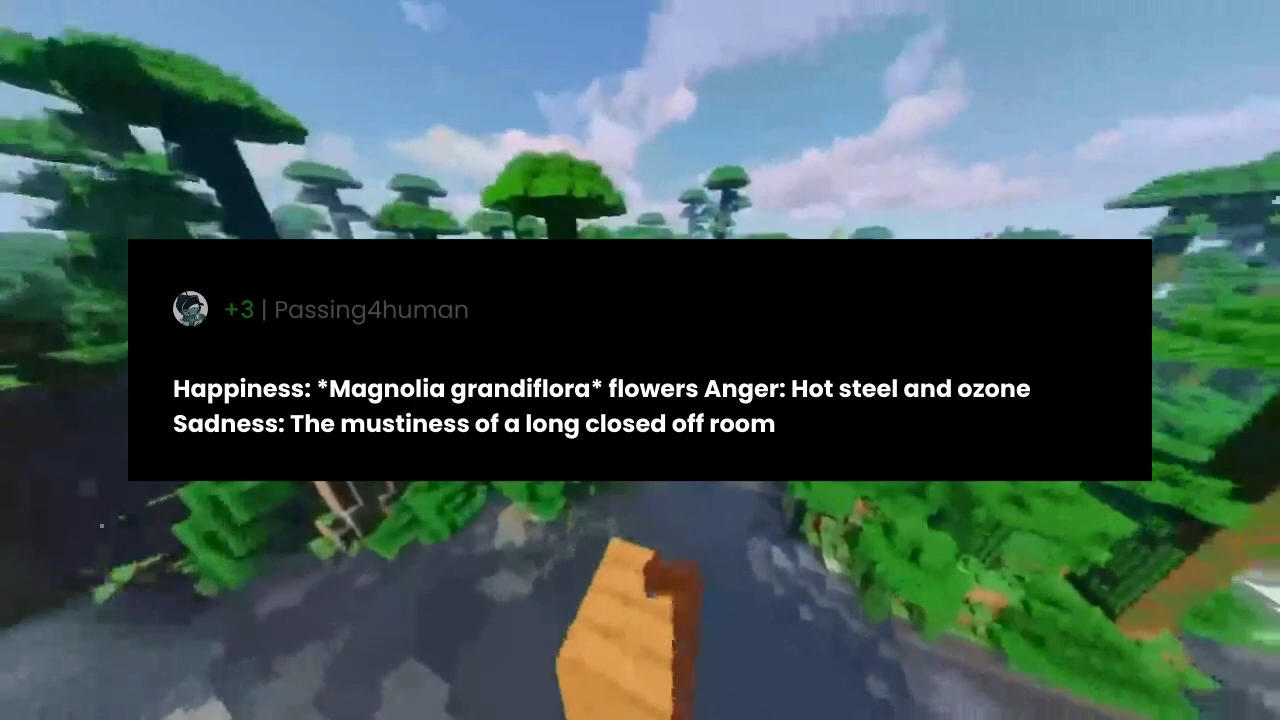 +3 | Passing4human
Happiness: *Magnolia grandiflora* flowers Anger: Hot steel and ozone
Sadness: The mustiness of a long closed off room